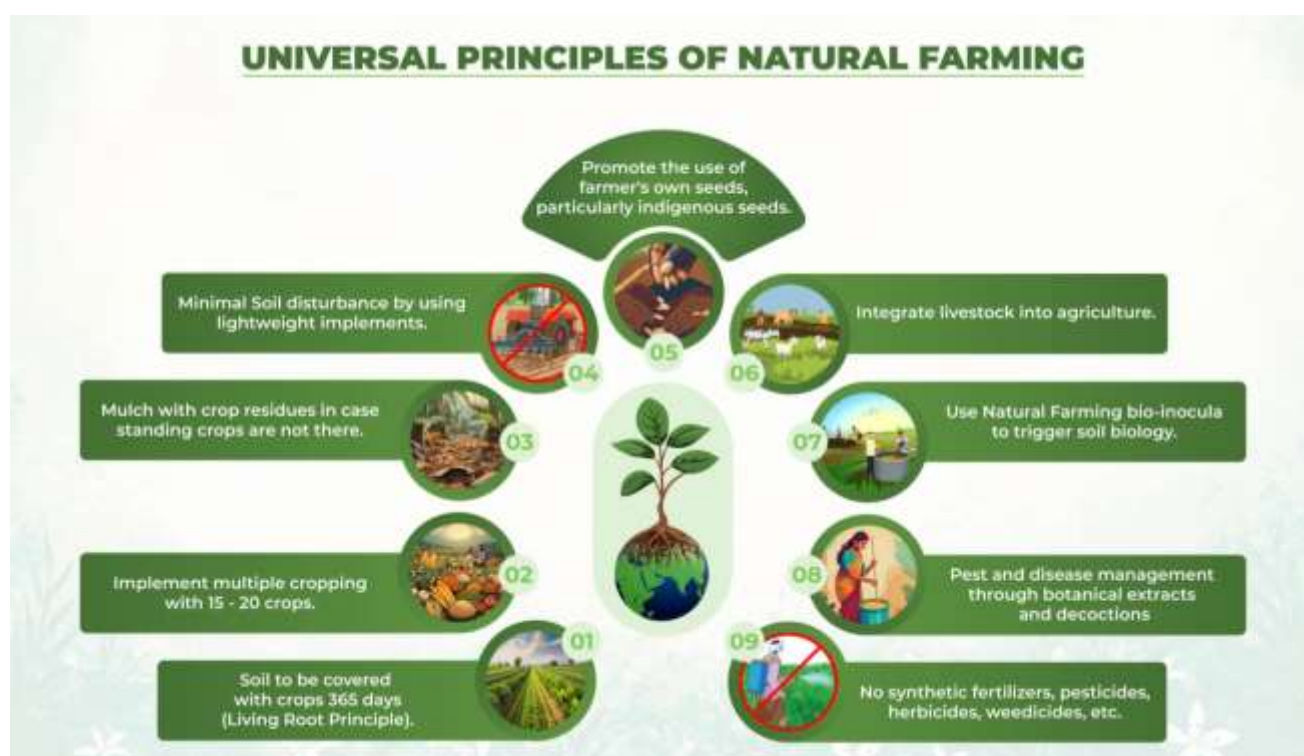 UNIVERSAL PRINCIPLES OF NATURAL FARMING
Promote the use of
farmer's own seeds,
particularly indigenous seeds.
05
Minimal Soil disturbance by using
lightweight implements.
04
Integrate livestock into agriculture.
06
Mulch with crop residues in case
standing crops are not there.
03
Use Natural Farming bio-inocula
to trigger soil biology.
07
Implement multiple cropping
with 15 - 20 crops.
02
08
Pest and disease management
through botanical extracts
and decoctions
01
Soil to be covered
with crops 365 days
(Living Root Principle).
09
No synthetic fertilizers, pesticides,
herbicides, weedicides, etc.